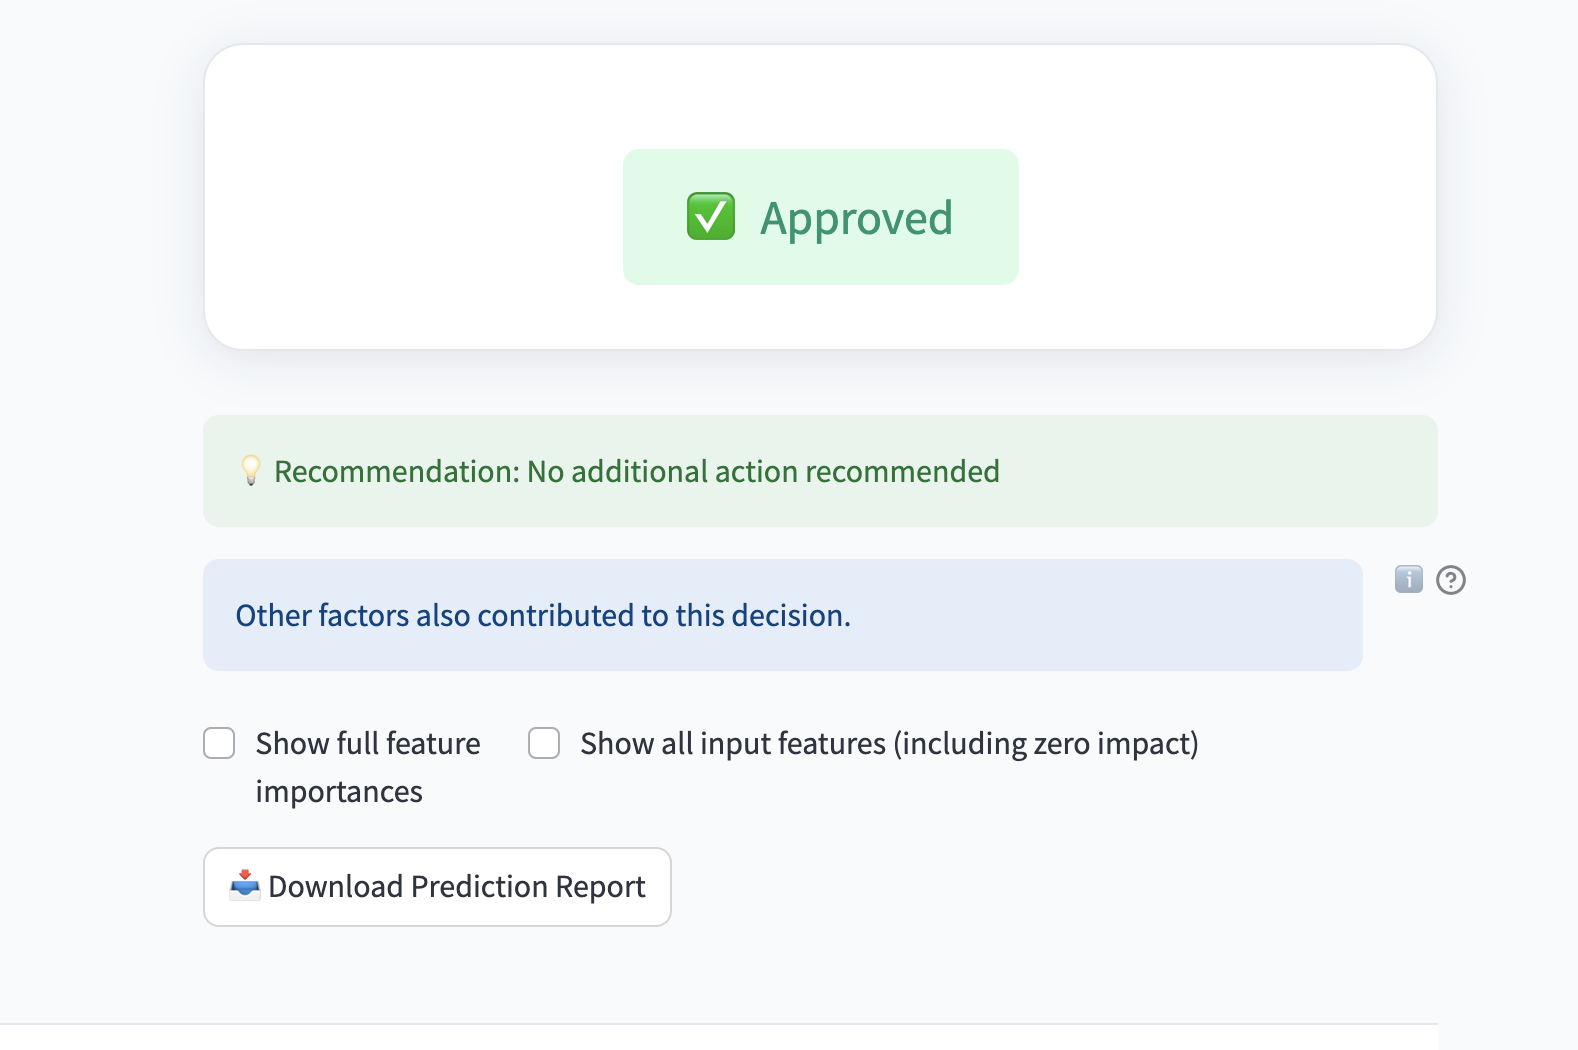 ✅ Approved
💡 Recommendation: No additional action recommended
Other factors also contributed to this decision.
Show full feature
importances
Show all input features (including zero impact)
📥 Download Prediction Report